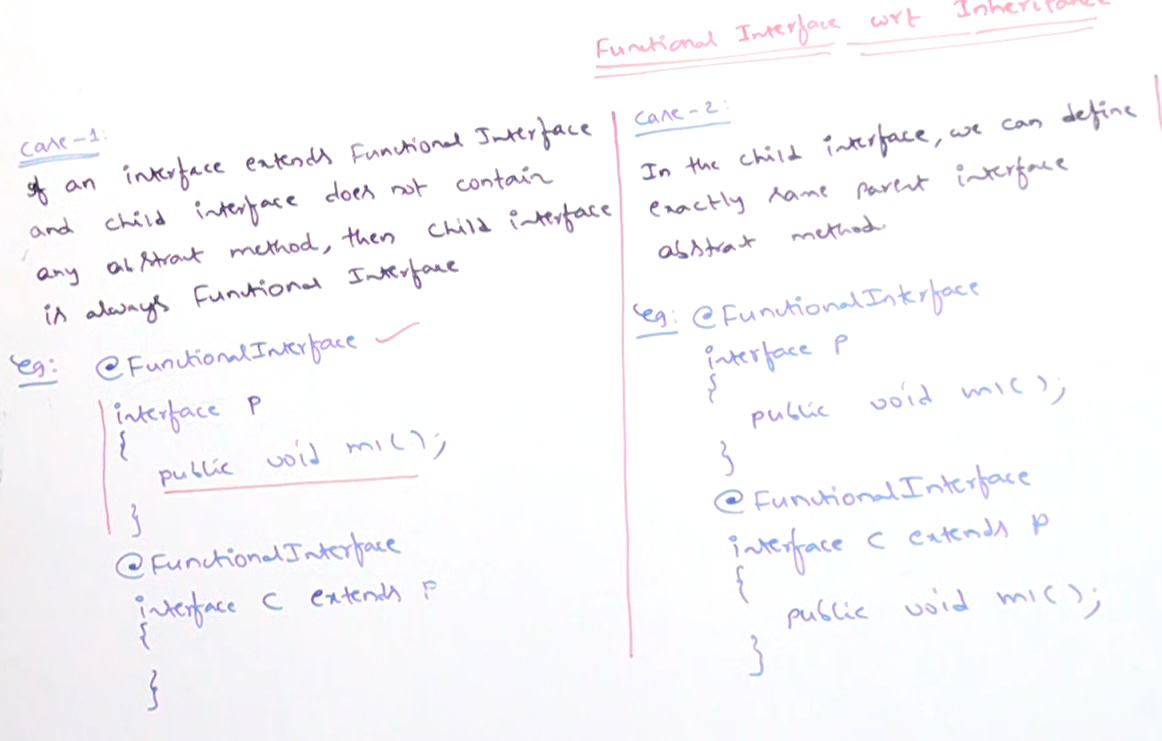 Functional Interface wrt Inheritance
Case-1:
If an interface extends Functional Interface
and child interface does not contain
any abstract method, then child interface
is always Functional Interface
eg: @FunctionalInterface
interface P
{
public void m1();
}
@FunctionalInterface
interface C extends P
{
}
Case-2:
In the child interface, we can define
exactly same parent interface
abstrat method.
eg: @FunctionalInterface
interface P
{
public void m1();
}
@FunctionalInterface
interface C extends P
{
public void m1();
}